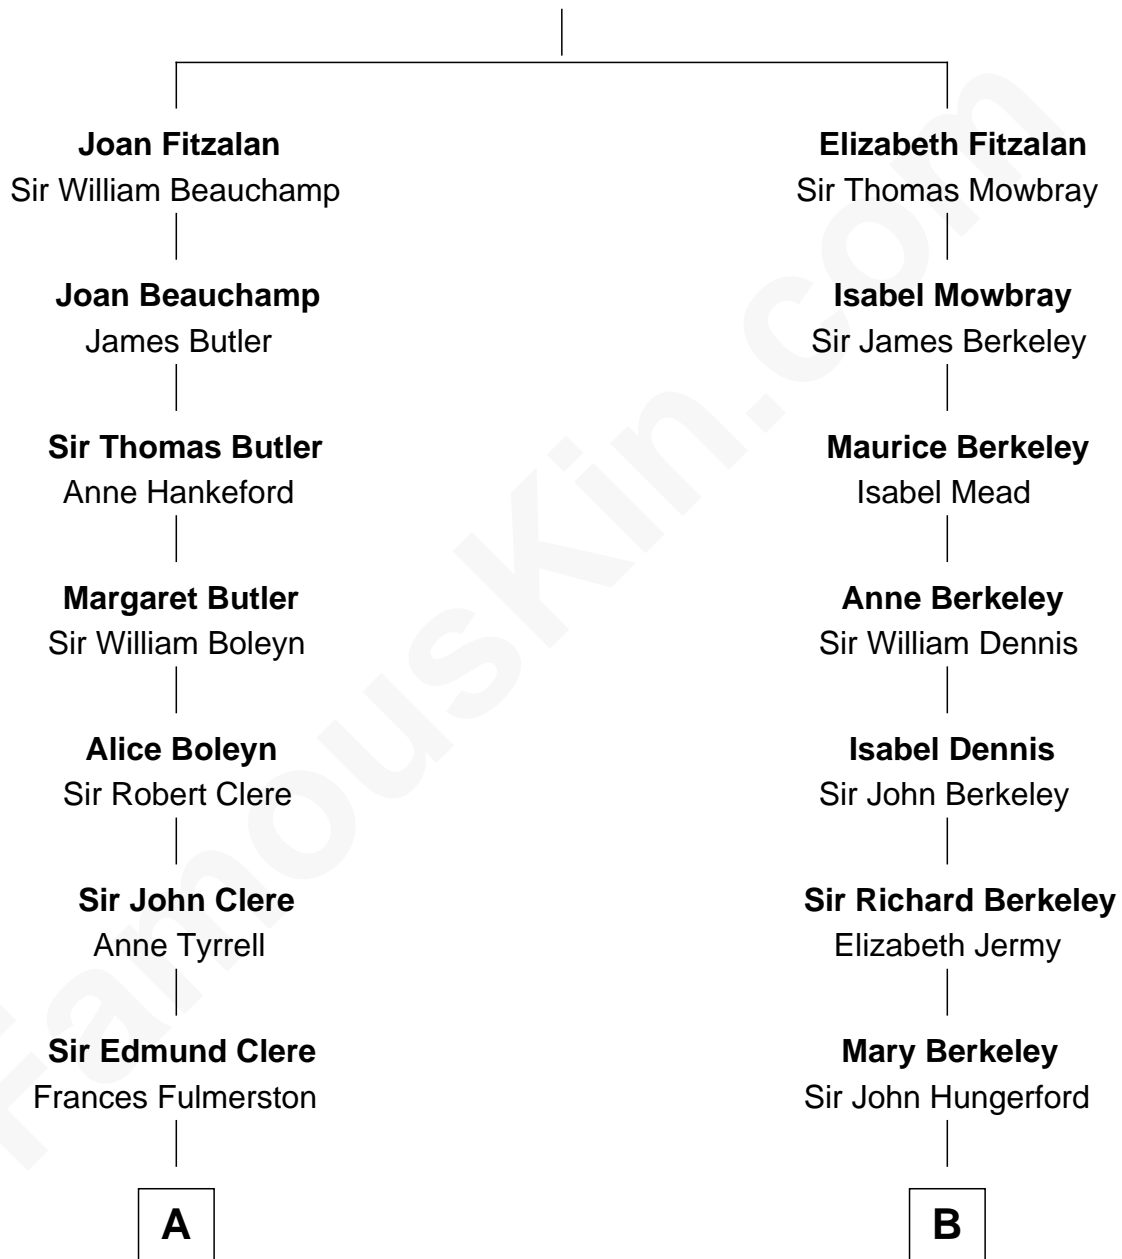 Joan Fitzalan
Sir William Beauchamp
Joan Beauchamp
James Butler
Sir Thomas Butler
Anne Hankeford
Margaret Butler
Sir William Boleyn
Alice Boleyn
Sir Robert Clere
Sir John Clere
Anne Tyrrell
Sir Edmund Clere
Frances Fulmerston
A
Elizabeth Fitzalan
Sir Thomas Mowbray
Isabel Mowbray
Sir James Berkeley
Maurice Berkeley
Isabel Mead
Anne Berkeley
Sir William Dennis
Isabel Dennis
Sir John Berkeley
Sir Richard Berkeley
Elizabeth Jermy
Mary Berkeley
Sir John Hungerford
B
FamousKin.com